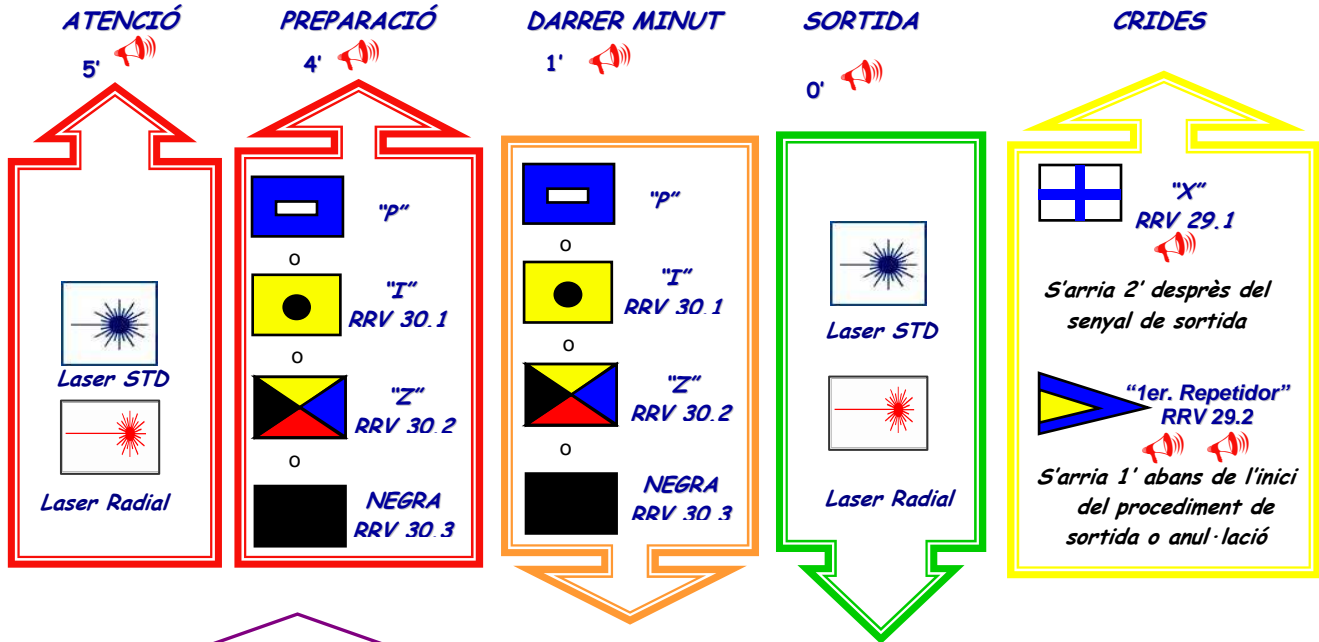 ATENCIÓ
5'
Laser STD
Laser Radial
PREPARACIÓ
4'
"P"
o
"I"
RRV 30.1
o
"Z"
RRV 30.2
o
NEGRA
RRV 30.3
DARRER MINUT
1'
"P"
o
"I"
RRV 30.1
o
"Z"
RRV 30.2
o
NEGRA
RRV 30.3
SORTIDA
0'
Laser STD
Laser Radial
CRIDES
"X"
RRV 29.1
S'arria 2' desprès del
senyal de sortida
"1er. Repetidor"
RRV 29.2
S'arria 1' abans de l'inici
del procediment de
sortida o anul·lació